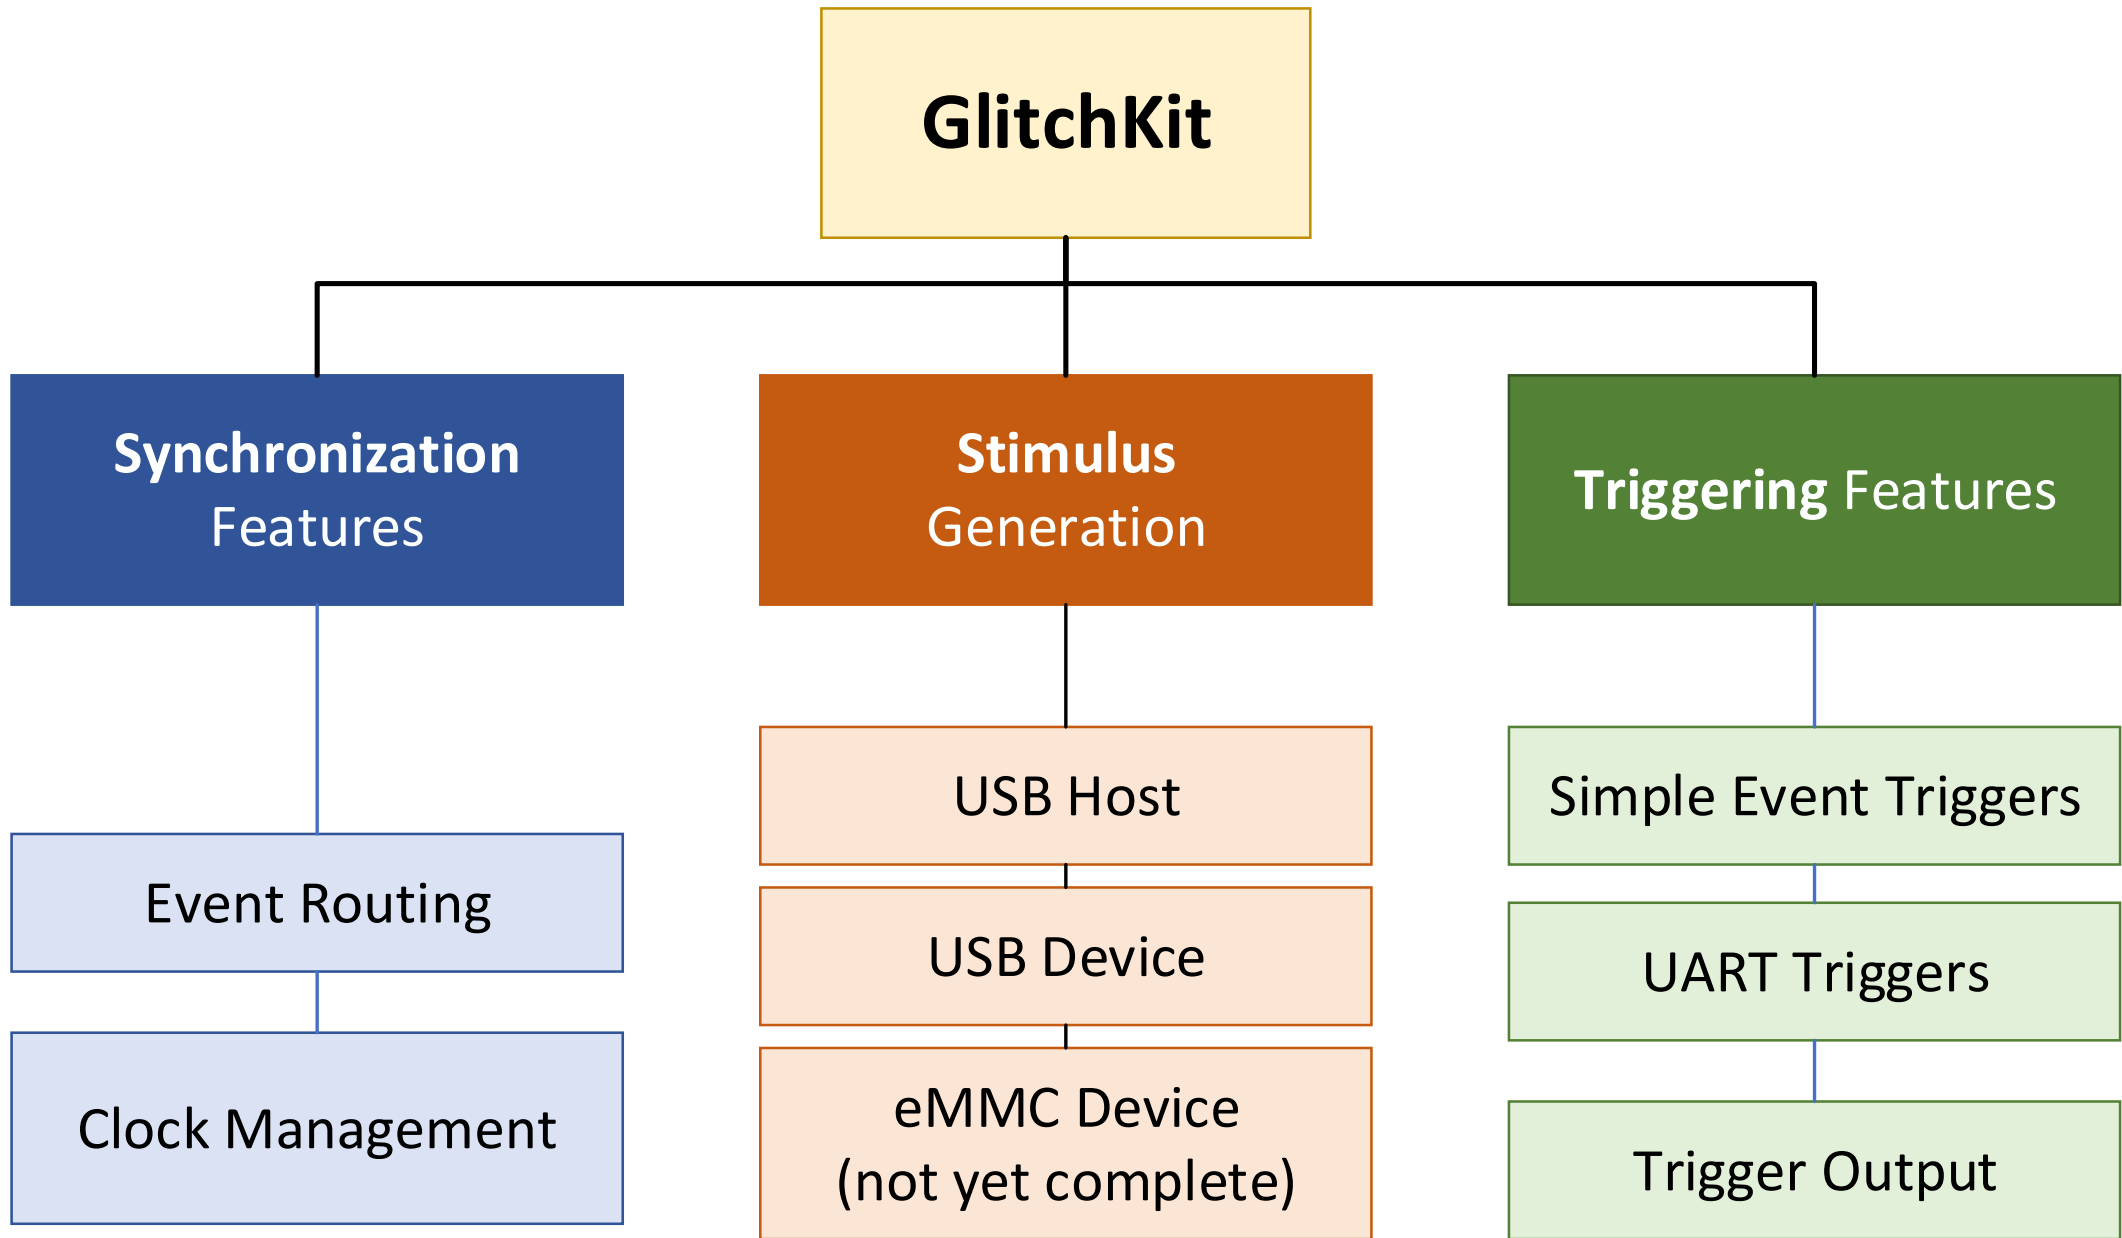 GlitchKit
Synchronization
Features
Stimulus
Generation
Triggering Features
Event Routing
Clock Management
USB Host
USB Device
eMMC Device
(not yet complete)
Simple Event Triggers
UART Triggers
Trigger Output